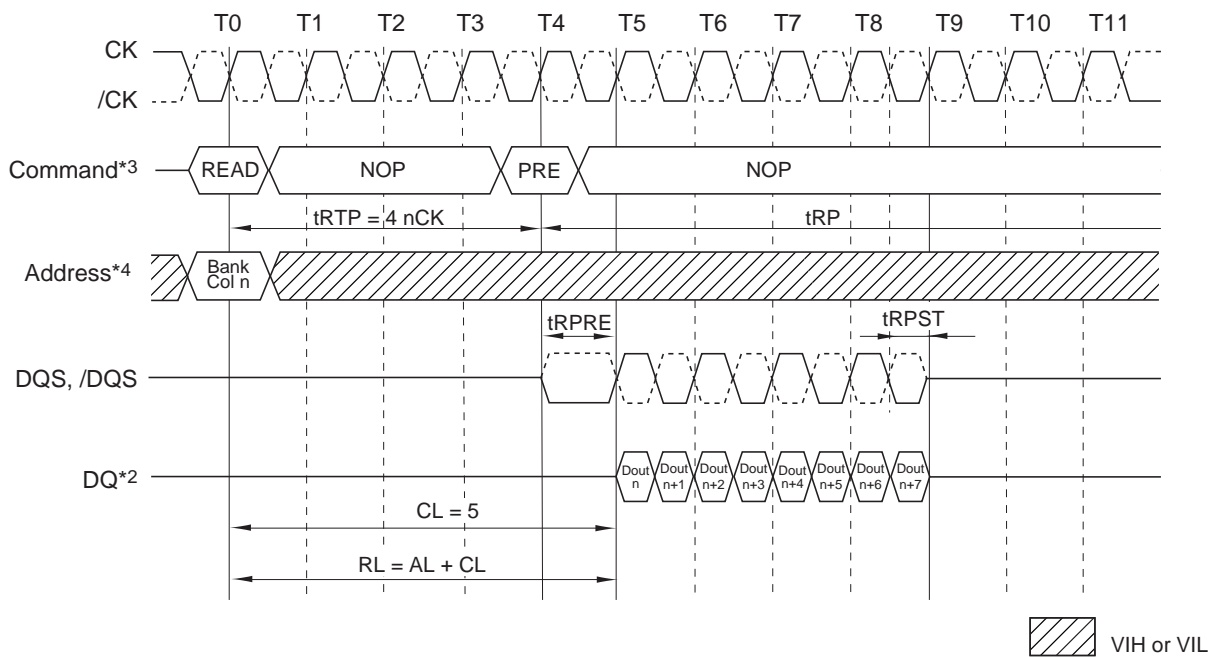 T0 T1 T2 T3 T4 T5 T6 T7 T8 T9 T10 T11
CK
/CK
Command*3 READ NOP PRE NOP
tRTP = 4 nCK tRP
Address*4 Bank Col n
tRPRE tRPST
DQS, /DQS
DQ*2 Dout n Dout n+1 Dout n+2 Dout n+3 Dout n+4 Dout n+5 Dout n+6 Dout n+7
CL = 5
RL = AL + CL
VIH or VIL